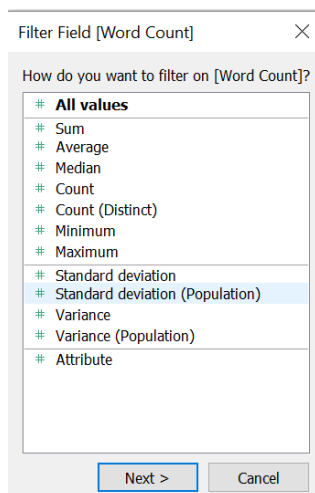 Filter Field [Word Count]
How do you want to filter on [Word Count]?
# All values
# Sum
# Average
# Median
# Count
# Count (Distinct)
# Minimum
# Maximum
# Standard deviation
# Standard deviation (Population)
# Variance
# Variance (Population)
# Attribute
Next > Cancel